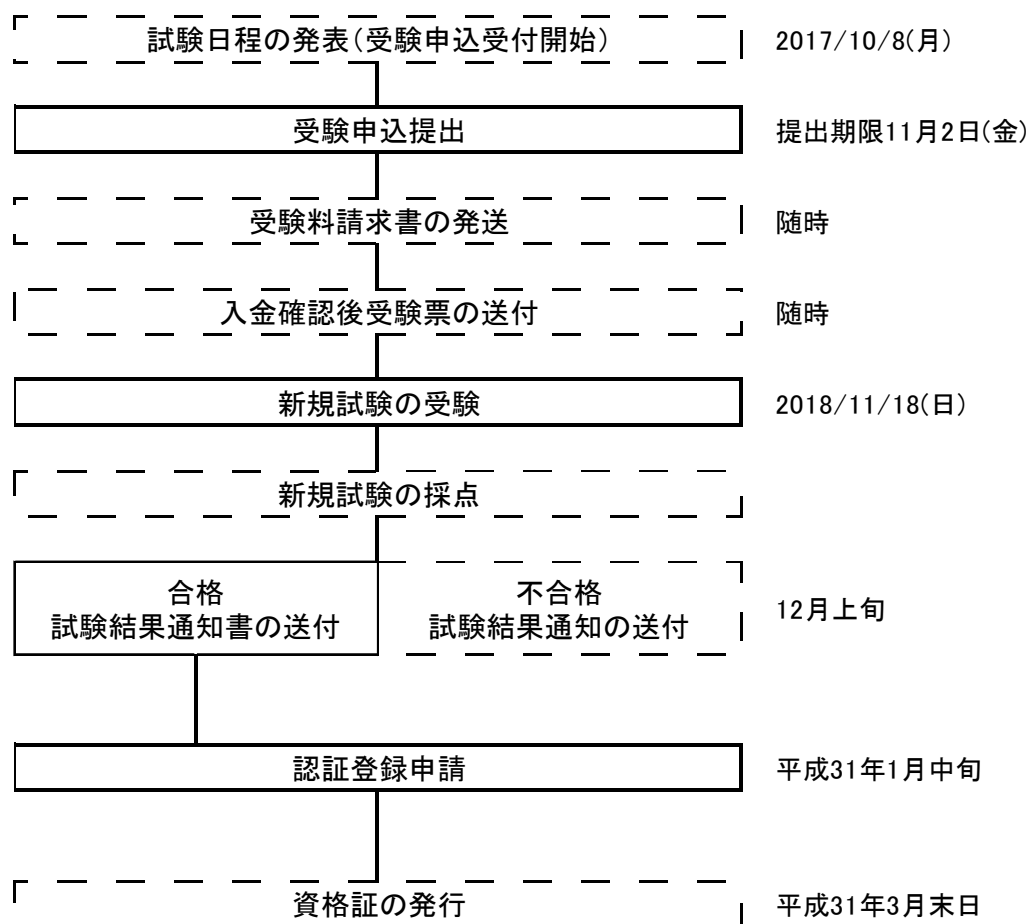 試験日程の発表(受験申込受付開始) 2017/10/8(月)
受験申込提出 提出期限11月2日(金)
受験料請求書の発送 随時
入金確認後受験票の送付 随時
新規試験の受験 2018/11/18(日)
新規試験の採点
合格
試験結果通知書の送付
不合格
試験結果通知の送付
12月上旬
認証登録申請 平成31年1月中旬
資格証の発行 平成31年3月末日